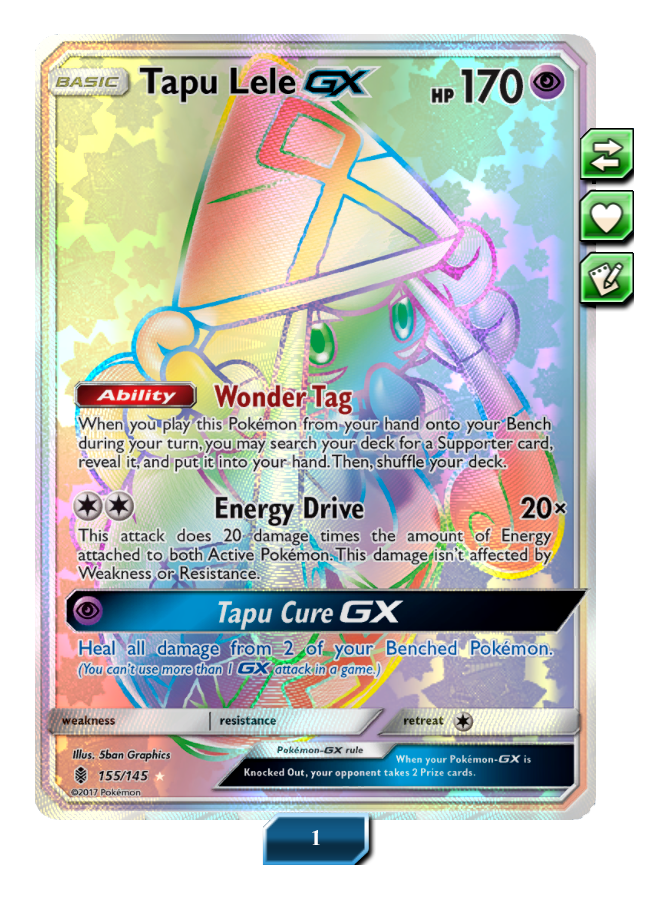 BASIC Tapu Lele GX HP 170
Ability Wonder Tag
When you play this Pokémon from your hand onto your Bench
during your turn, you may search your deck for a Supporter card,
reveal it, and put it into your hand. Then, shuffle your deck.
Energy Drive 20×
This attack does 20 damage times the amount of Energy
attached to both Active Pokémon. This damage isn't affected by
Weakness or Resistance.
Tapu Cure GX
Heal all damage from 2 of your Benched Pokémon.
(You can't use more than 1 GX attack in a game.)
weakness resistance retreat
Illus. 5ban Graphics
155/145
©2017 Pokémon
Pokémon-GX rule
When your Pokémon-GX is
Knocked Out, your opponent takes 2 Prize cards.
1